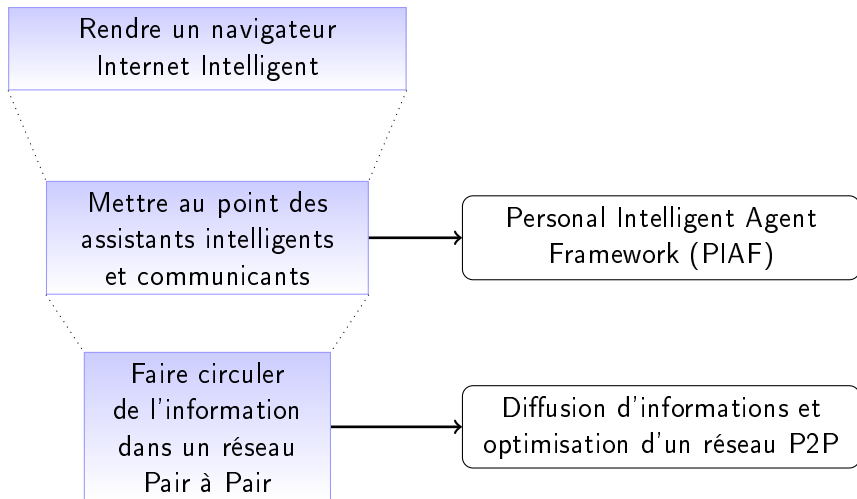 Rendre un navigateur
Internet Intelligent
Mettre au point des
assistants intelligents
et communicants
Personal Intelligent Agent
Framework (PIAF)
Faire circuler
de l'information
dans un réseau
Pair à Pair
Diffusion d'informations et
optimisation d'un réseau P2P